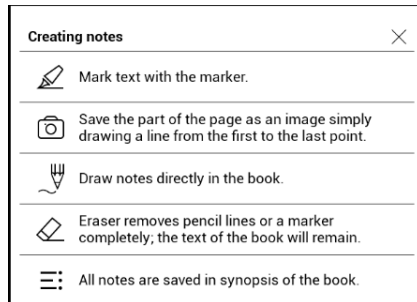 Creating notes
Mark text with the marker.
Save the part of the page as an image simply
drawing a line from the first to the last point.
Draw notes directly in the book.
Eraser removes pencil lines or a marker
completely; the text of the book will remain.
All notes are saved in synopsis of the book.